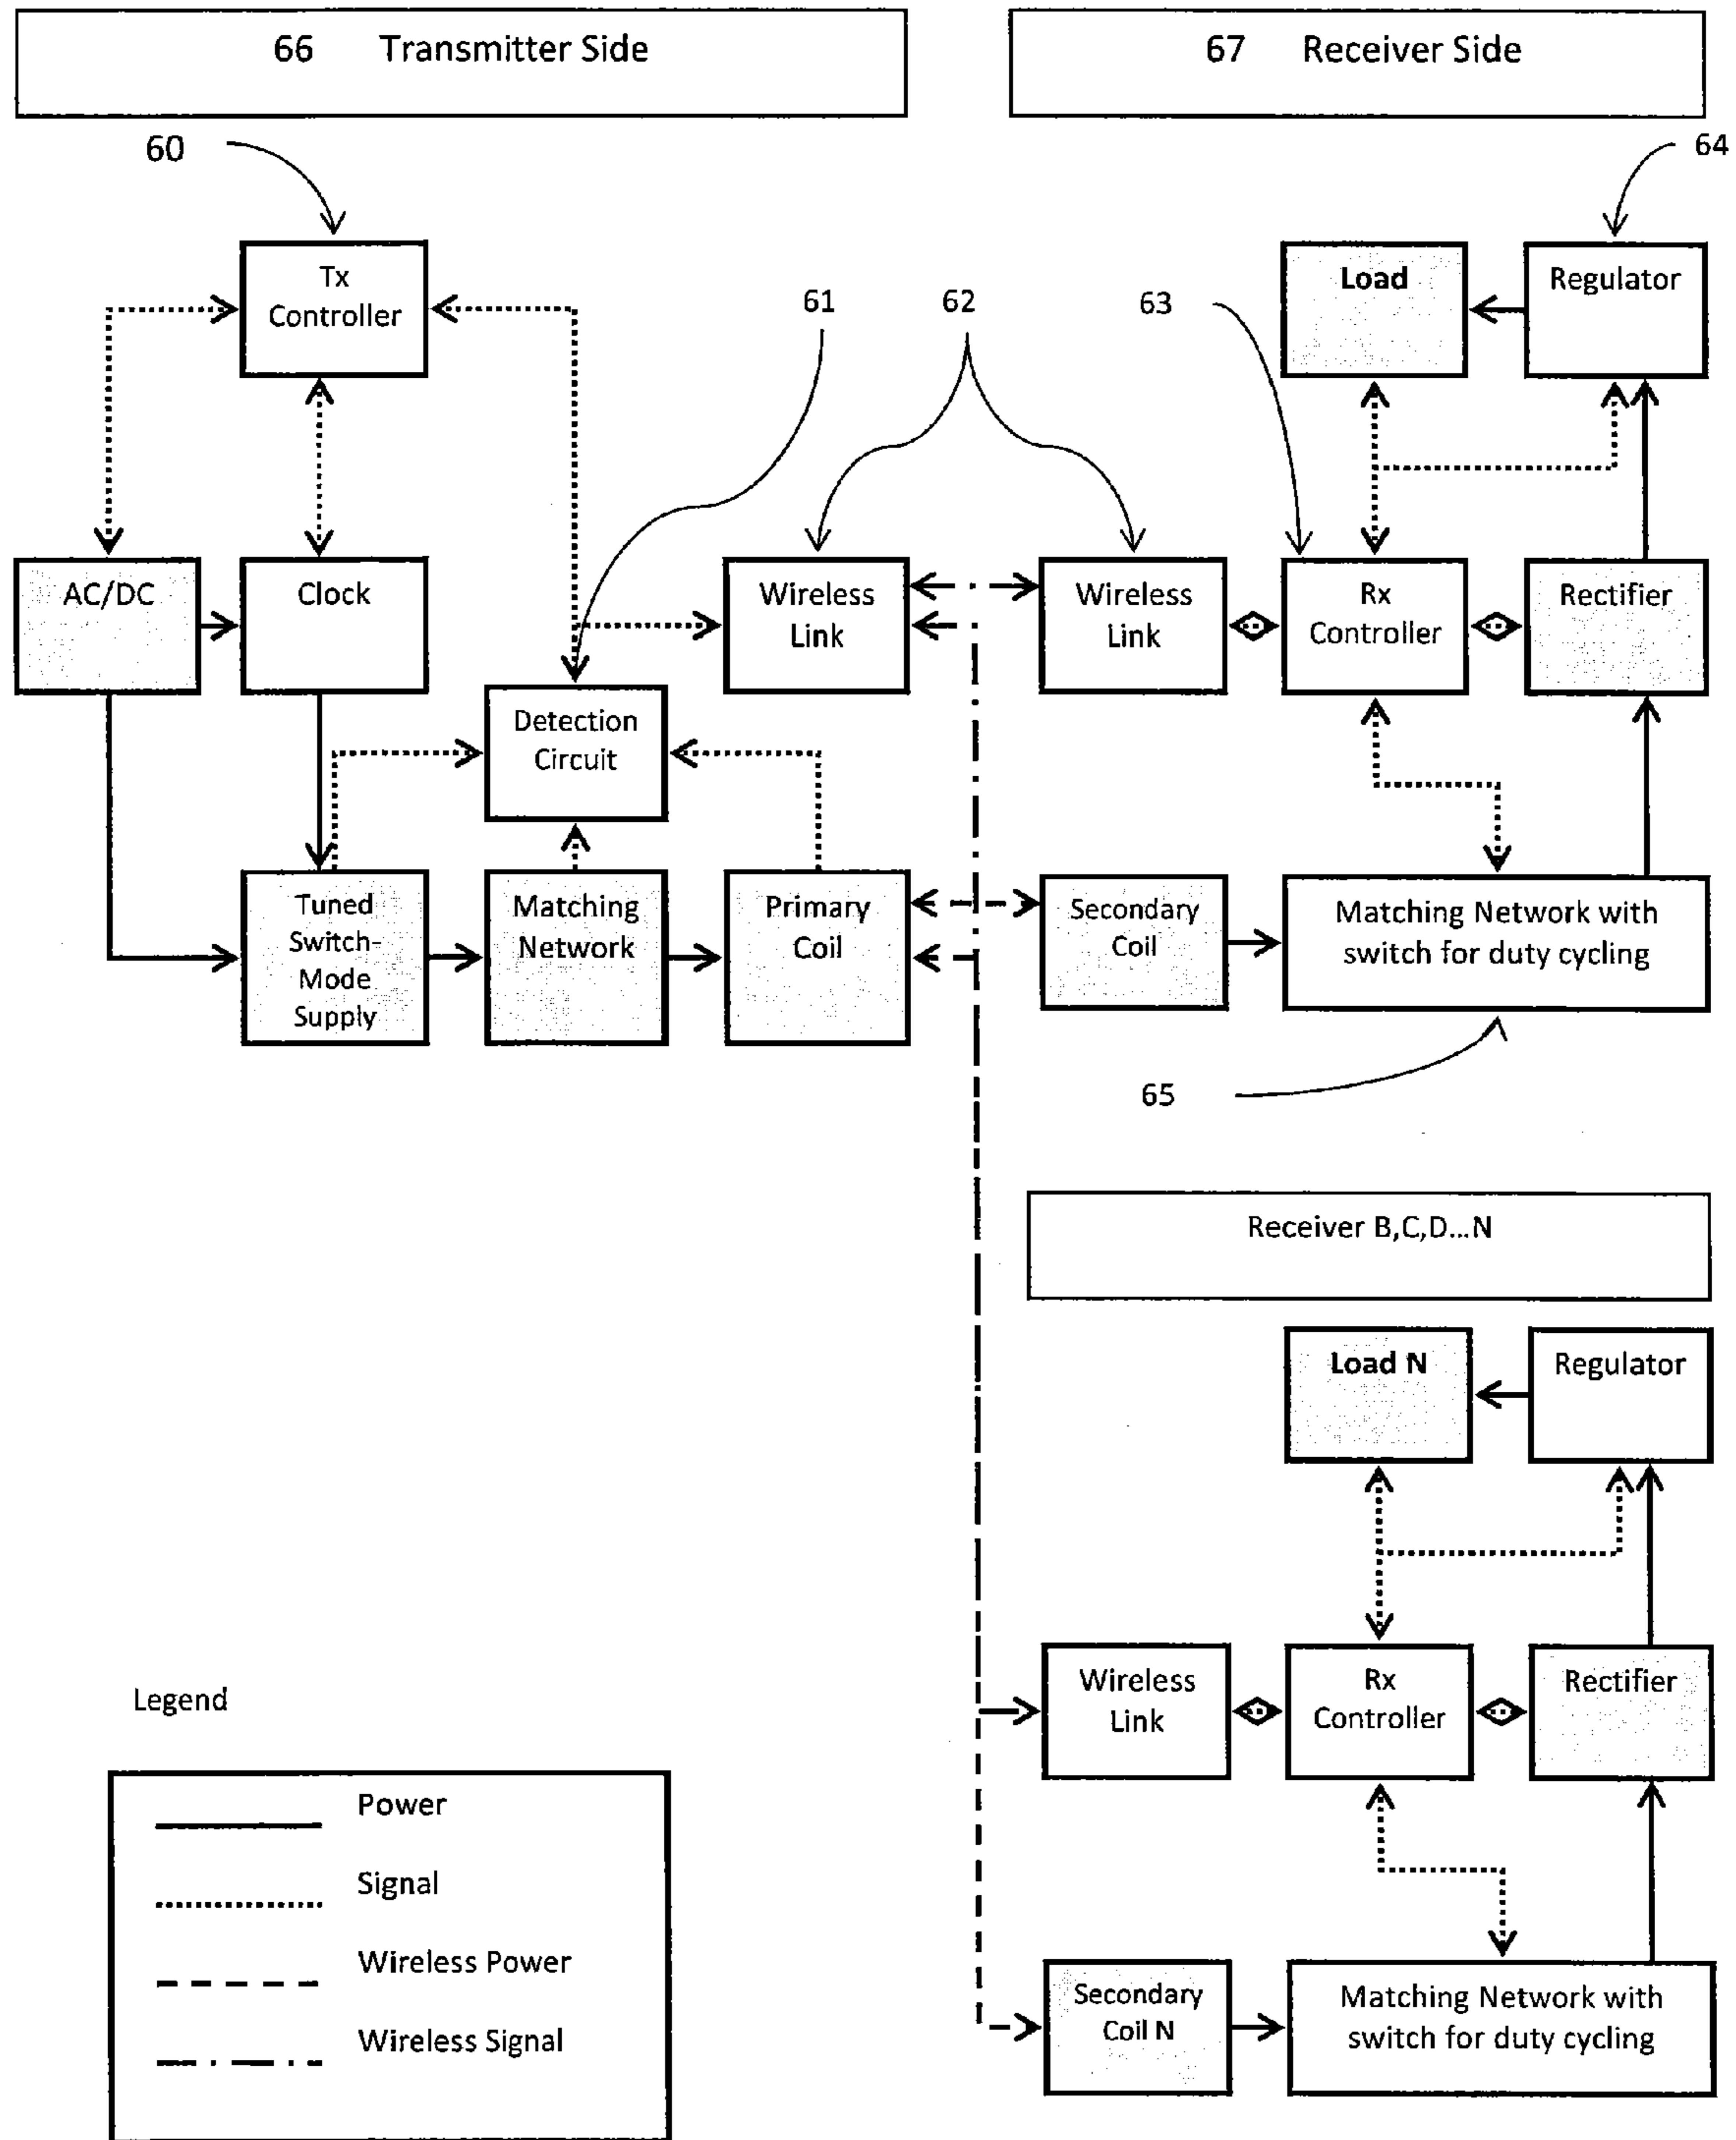 66 Transmitter Side
67 Receiver Side
60
64
Tx
Controller
61
62
63
Load
Regulator
AC/DC
Clock
Wireless
Link
Wireless
Link
Rx
Controller
Rectifier
Detection
Circuit
Tuned
Switch-
Mode
Supply
Matching
Network
Primary
Coil
Secondary
Coil
Matching Network with
switch for duty cycling
65
Receiver B,C,D...N
Load N
Regulator
Wireless
Link
Rx
Controller
Rectifier
Secondary
Coil N
Matching Network with
switch for duty cycling
Legend
Power
Signal
Wireless Power
Wireless Signal